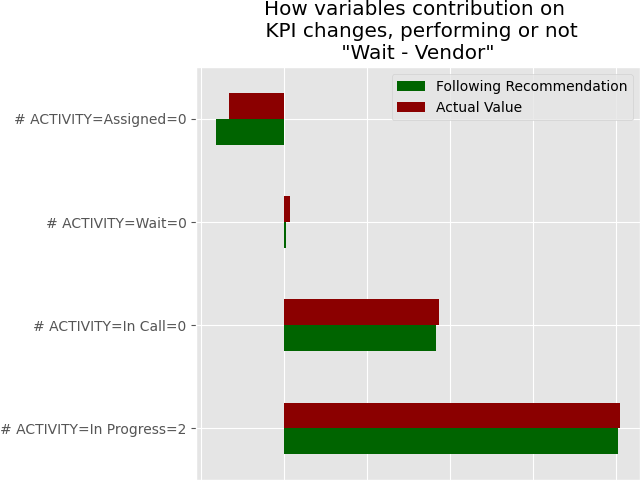 How variables contribution on
KPI changes, performing or not
"Wait - Vendor"
Following Recommendation
Actual Value
# ACTIVITY=Assigned=0
# ACTIVITY=Wait=0
# ACTIVITY=In Call=0
# ACTIVITY=In Progress=2